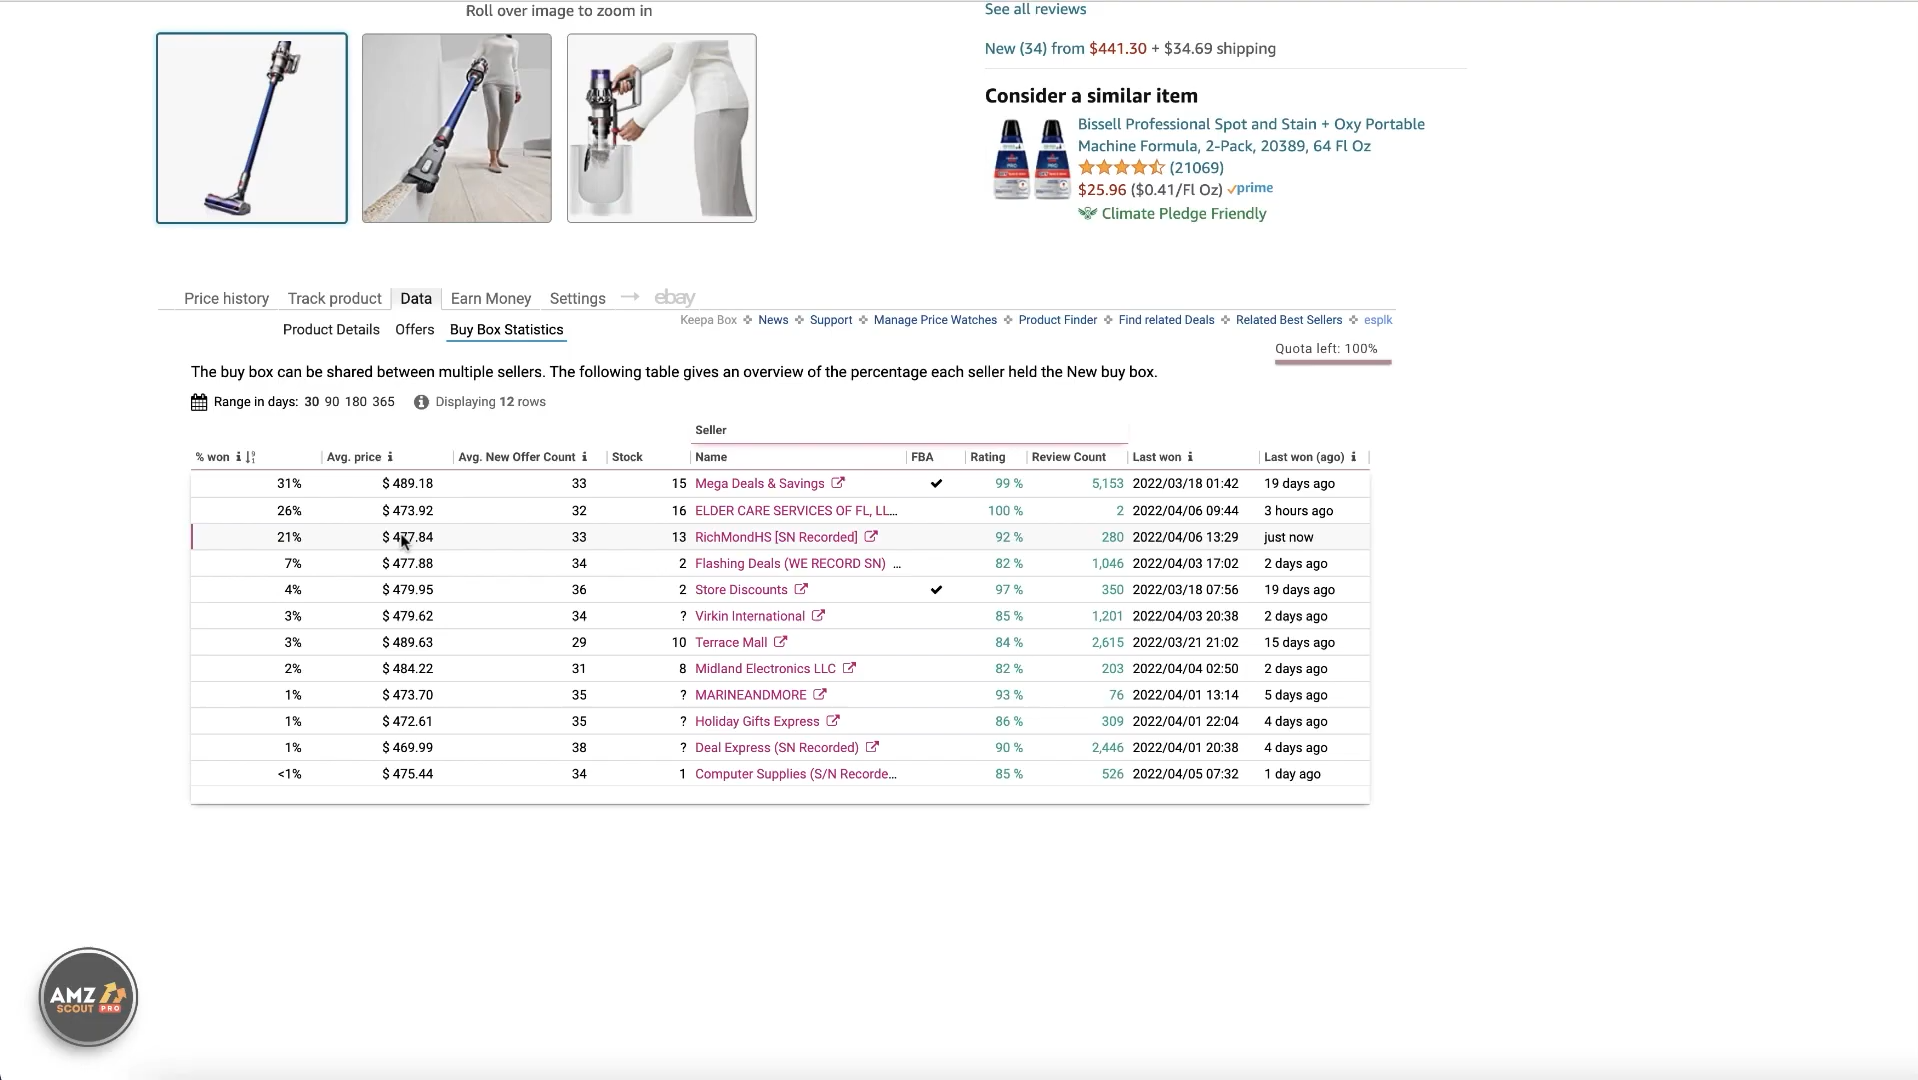 Roll over image to zoom in
See all reviews
New (34) from $441.30 + $34.69 shipping
Consider a similar item
Bissell Professional Spot and Stain + Oxy Portable
Machine Formula, 2-Pack, 20389, 64 Fl Oz
(21069)
$25.96 ($0.41/Fl Oz) prime
Climate Pledge Friendly
Price history Track product Data Earn Money Settings → ebay
Product Details Offers Buy Box Statistics
Keepa Box News Support Manage Price Watches Product Finder Find related Deals Related Best Sellers esplk
Quota left: 100%
The buy box can be shared between multiple sellers. The following table gives an overview of the percentage each seller held the New buy box.
Range in days: 30 90 180 365 Displaying 12 rows
Seller
% won Avg. price Avg. New Offer Count Stock Name FBA Rating Review Count Last won Last won (ago)
31% $ 489.18 33 15 Mega Deals & Savings ✔ 99 % 5,153 2022/03/18 01:42 19 days ago
26% $ 473.92 32 16 ELDER CARE SERVICES OF FL, LL... 100 % 2 2022/04/06 09:44 3 hours ago
21% $ 477.84 33 13 RichMondHS [SN Recorded] 92 % 280 2022/04/06 13:29 just now
7% $ 477.88 34 2 Flashing Deals (WE RECORD SN) ... 82 % 1,046 2022/04/03 17:02 2 days ago
4% $ 479.95 36 2 Store Discounts ✔ 97 % 350 2022/03/18 07:56 19 days ago
3% $ 479.62 34 ? Virkin International 85 % 1,201 2022/04/03 20:38 2 days ago
3% $ 489.63 29 10 Terrace Mall 84 % 2,615 2022/03/21 21:02 15 days ago
2% $ 484.22 31 8 Midland Electronics LLC 82 % 203 2022/04/04 02:50 2 days ago
1% $ 473.70 35 ? MARINEANDMORE 93 % 76 2022/04/01 13:14 5 days ago
1% $ 472.61 35 ? Holiday Gifts Express 86 % 309 2022/04/01 22:04 4 days ago
1% $ 469.99 38 ? Deal Express (SN Recorded) 90 % 2,446 2022/04/01 20:38 4 days ago
<1% $ 475.44 34 1 Computer Supplies (S/N Recorde... 85 % 526 2022/04/05 07:32 1 day ago
AMZ
SCOUT PRO